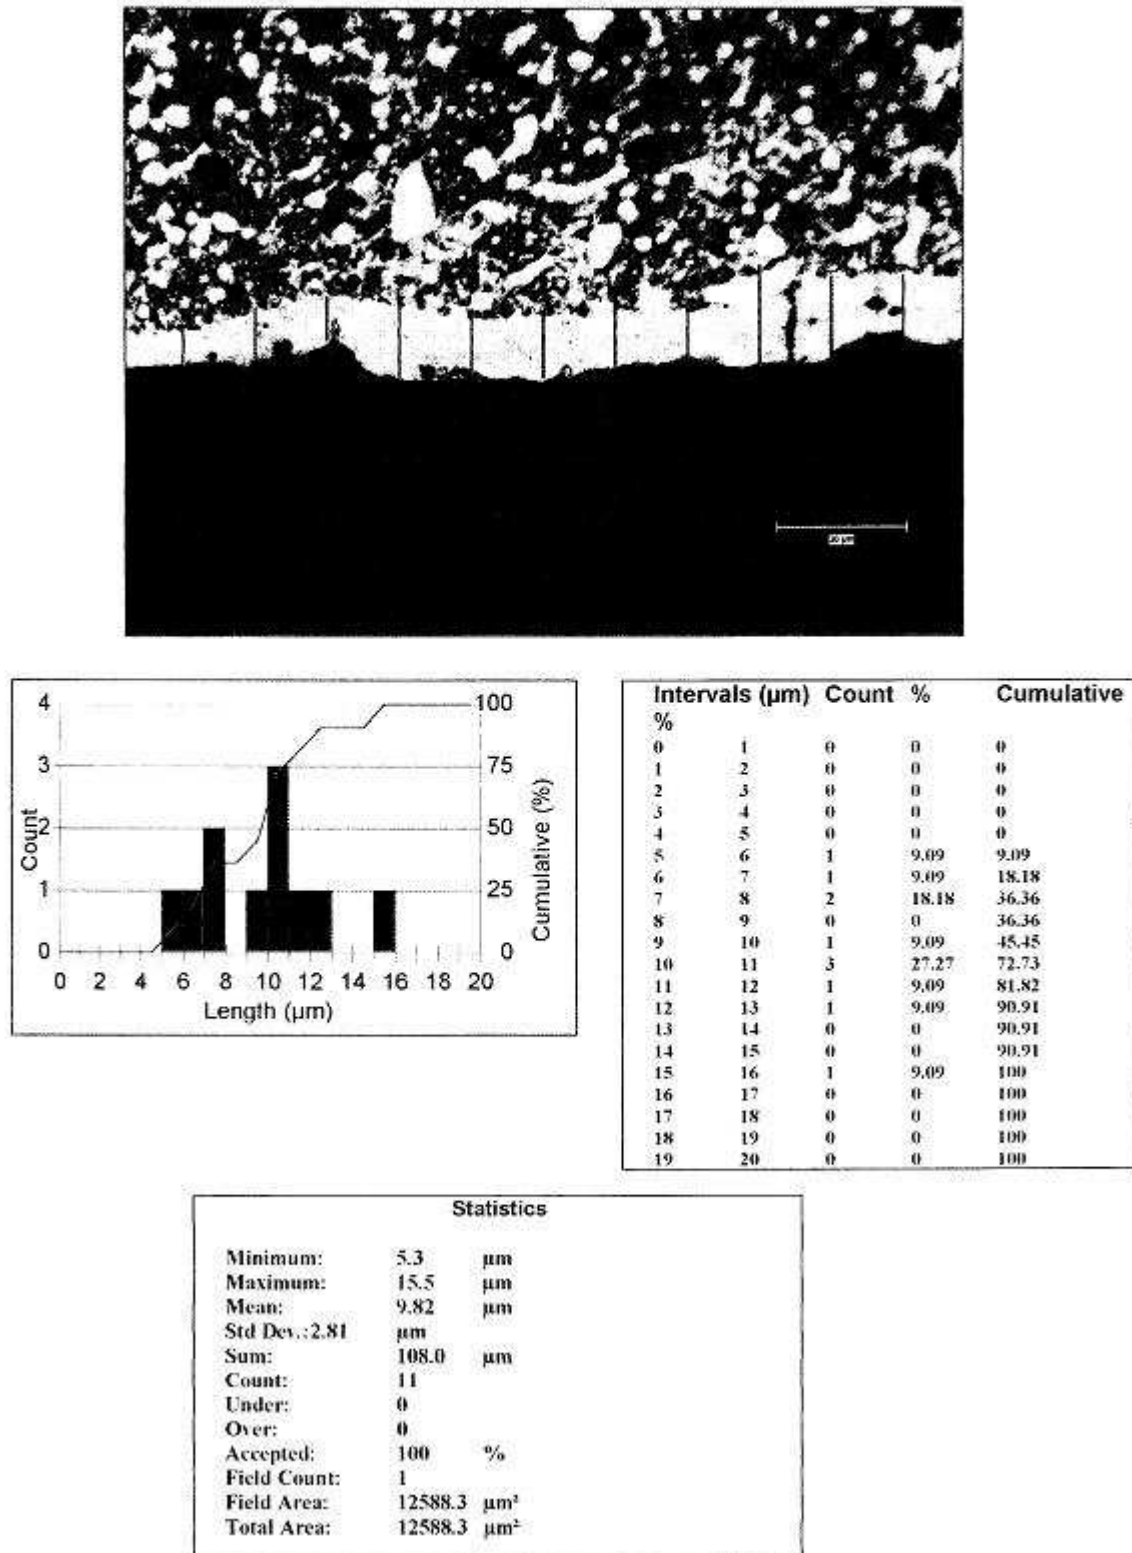 20 µm
4
3
2
1
0
Count
100
75
50
25
0
Cumulative (%)
0 2 4 6 8 10 12 14 16 18 20
Length (µm)
Intervals (µm) Count % Cumulative
%
0 1 0 0 0
1 2 0 0 0
2 3 0 0 0
3 4 0 0 0
4 5 0 0 0
5 6 1 9.09 9.09
6 7 1 9.09 18.18
7 8 2 18.18 36.36
8 9 0 0 36.36
9 10 1 9.09 45.45
10 11 3 27.27 72.73
11 12 1 9.09 81.82
12 13 1 9.09 90.91
13 14 0 0 90.91
14 15 0 0 90.91
15 16 1 9.09 100
16 17 0 0 100
17 18 0 0 100
18 19 0 0 100
19 20 0 0 100
Statistics
Minimum: 5.3 µm
Maximum: 15.5 µm
Mean: 9.82 µm
Std Dev.:2.81 µm
Sum: 108.0 µm
Count: 11
Under: 0
Over: 0
Accepted: 100 %
Field Count: 1
Field Area: 12588.3 µm²
Total Area: 12588.3 µm²